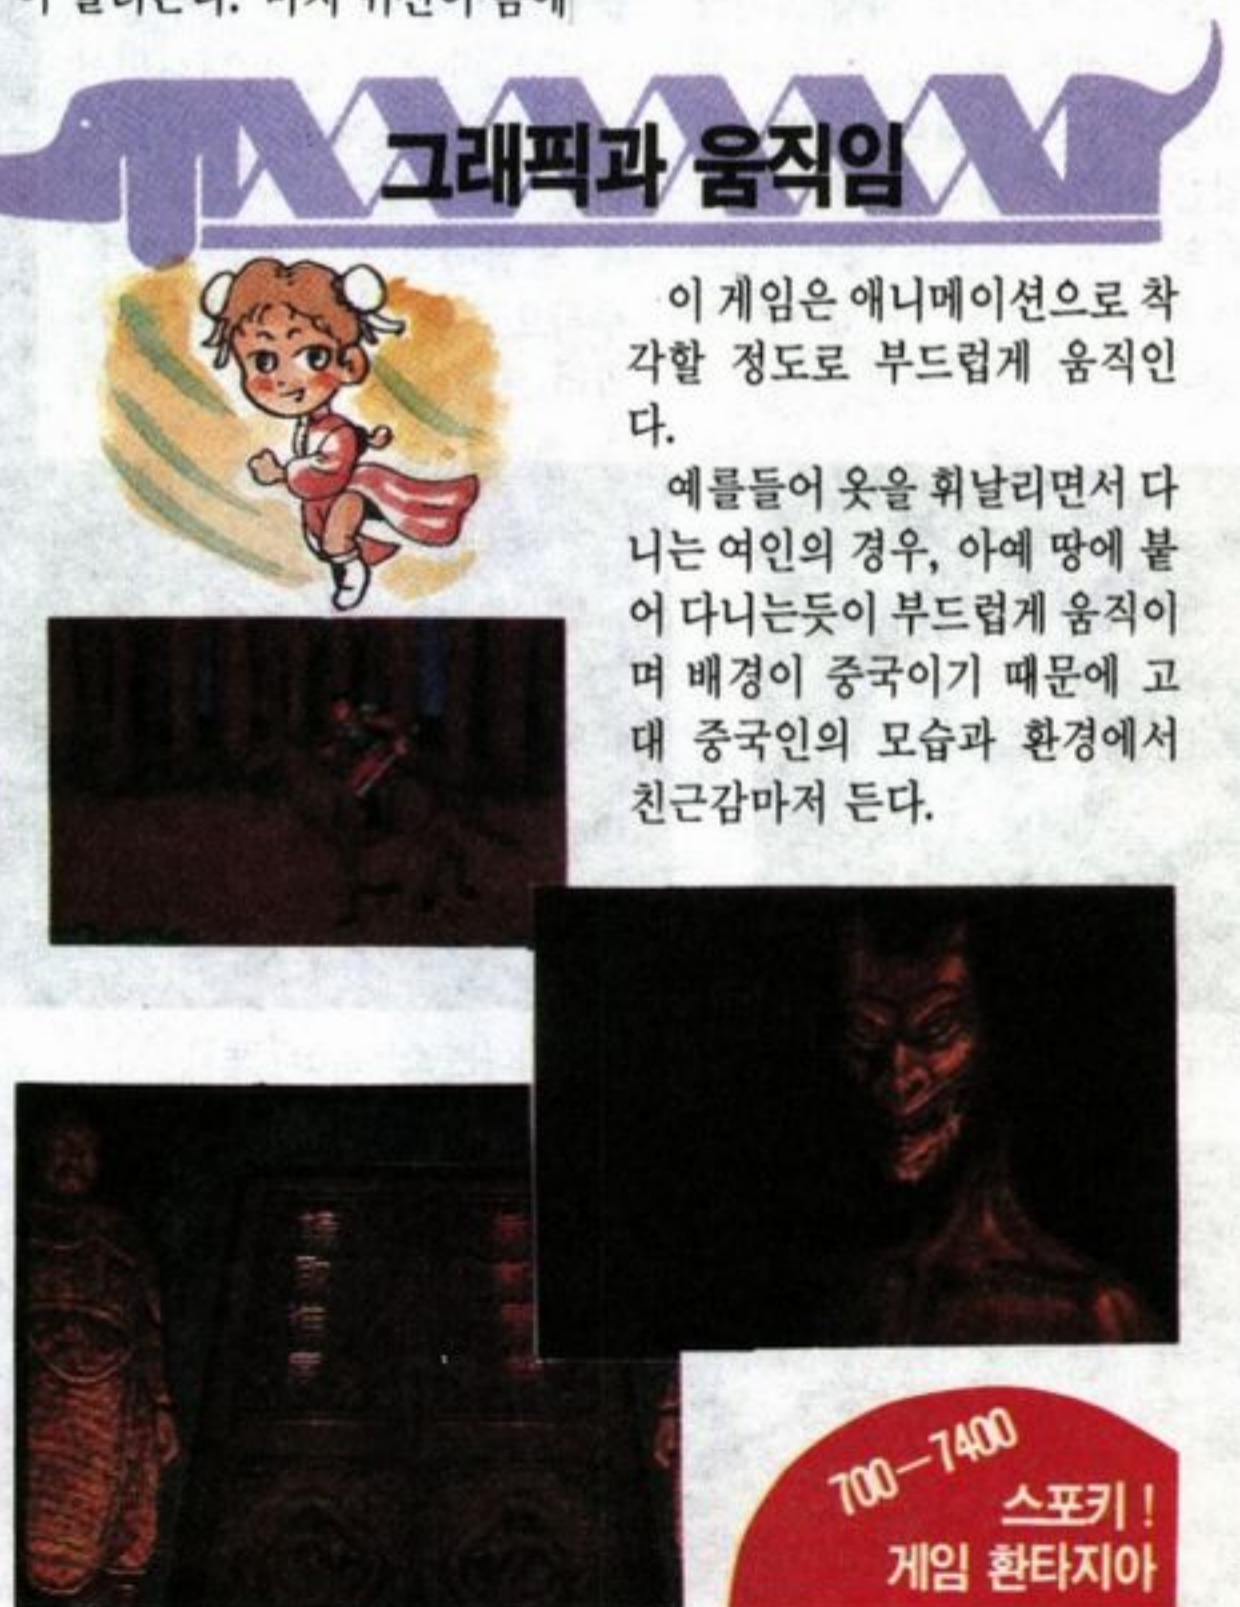 그래픽과 움직임
이 게임은 애니메이션으로 착
각할 정도로 부드럽게 움직인
다.
예를들어 옷을 휘날리면서 다
니는 여인의 경우, 아예 땅에 붙
어 다니는듯이 부드럽게 움직이
며 배경이 중국이기 때문에 고
대 중국인의 모습과 환경에서
친근감마저 든다.
700—7400
스포키!
게임 환타지아